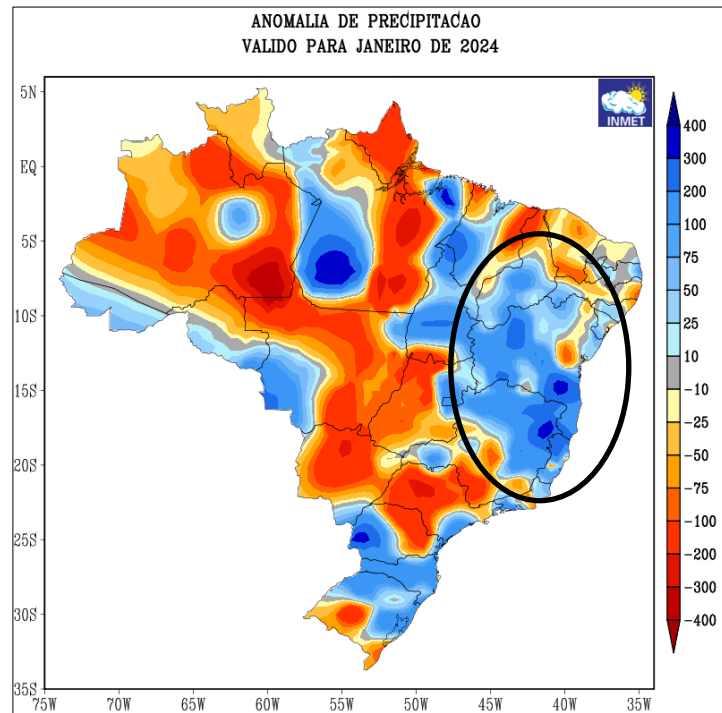 ANOMALIA DE PRECIPITACAO
VALIDO PARA JANEIRO DE 2024
INMET
5N
EQ
5S
10S
15S
20S
25S
30S
35S
75W
70W
65W
60W
55W
50W
45W
40W
35W
400
300
200
100
75
50
25
10
-10
-25
-50
-75
-100
-200
-300
-400